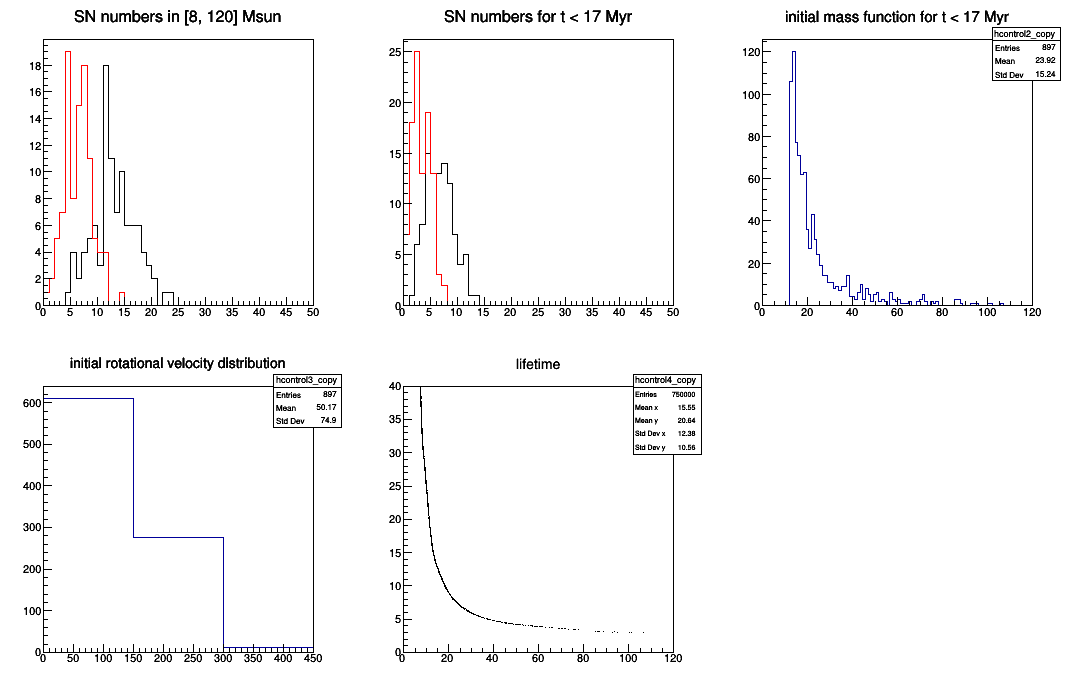 SN numbers in [8, 120] Msun
18
16
14
12
10
8
6
4
2
0
0 5 10 15 20 25 30 35 40 45 50
SN numbers for t < 17 Myr
25
20
15
10
5
0
0 5 10 15 20 25 30 35 40 45 50
initial mass function for t < 17 Myr
hcontrol2_copy
Entries 897
Mean 23.92
Std Dev 15.24
120
100
80
60
40
20
0
0 20 40 60 80 100 120
initial rotational velocity distribution
hcontrol3_copy
Entries 897
Mean 50.17
Std Dev 74.9
600
500
400
300
200
100
0
0 50 100 150 200 250 300 350 400 450
lifetime
hcontrol4_copy
Entries 750000
Mean x 15.55
Mean y 20.64
Std Dev x 12.38
Std Dev y 10.56
40
35
30
25
20
15
10
5
0
0 20 40 60 80 100 120